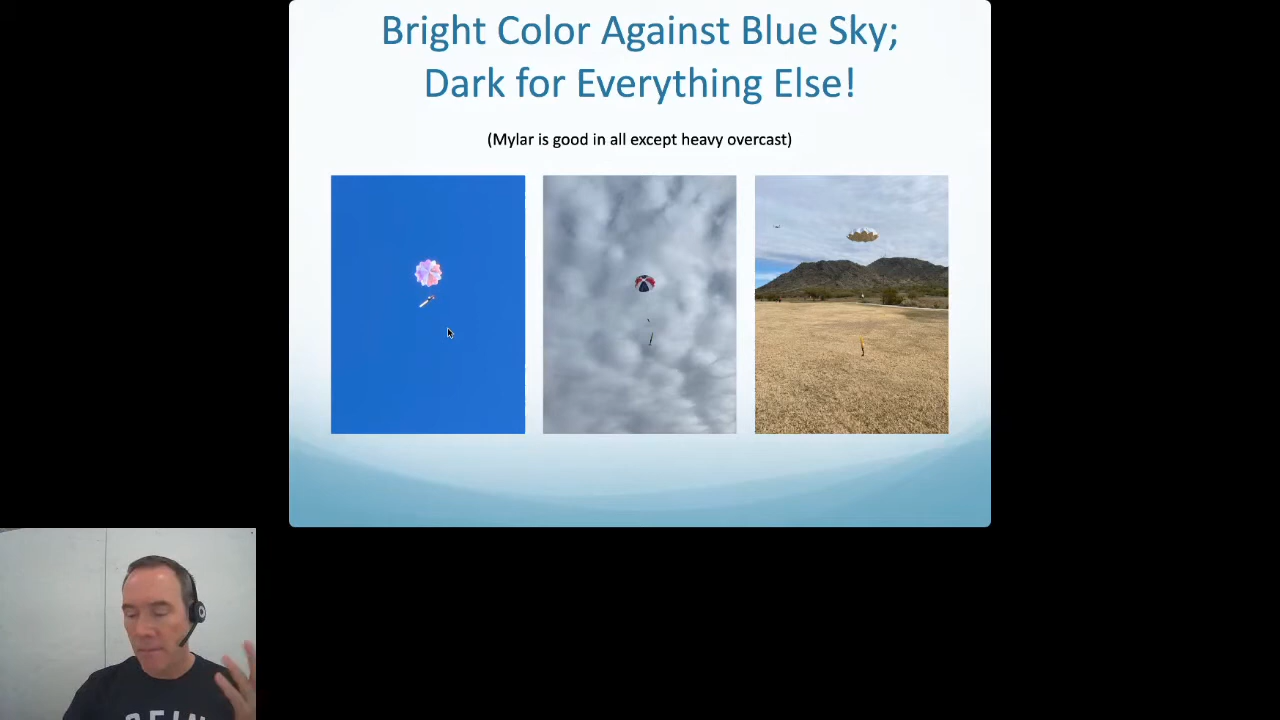 Bright Color Against Blue Sky;
Dark for Everything Else!
(Mylar is good in all except heavy overcast)